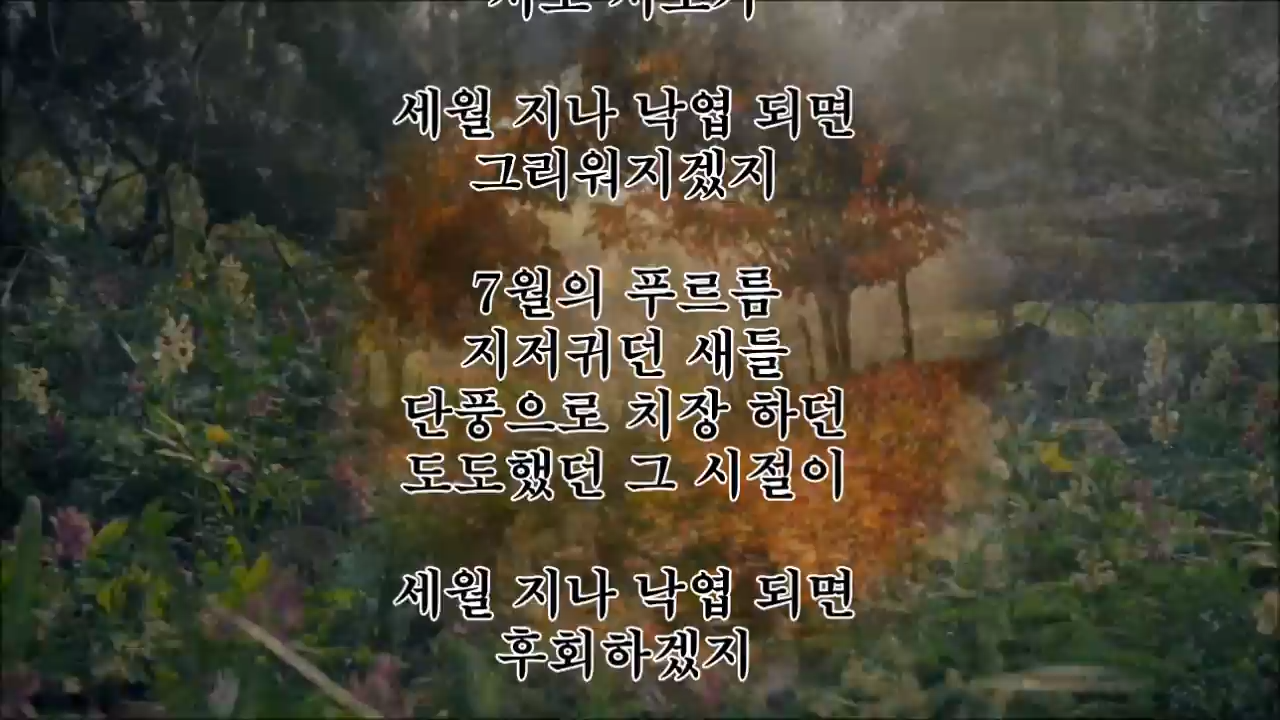 세월 지나 낙엽 되면
그리워지겠지
7월의 푸르름
지저귀던 새들
단풍으로 치장 하던
도도했던 그 시절이
세월 지나 낙엽 되면
후회하겠지